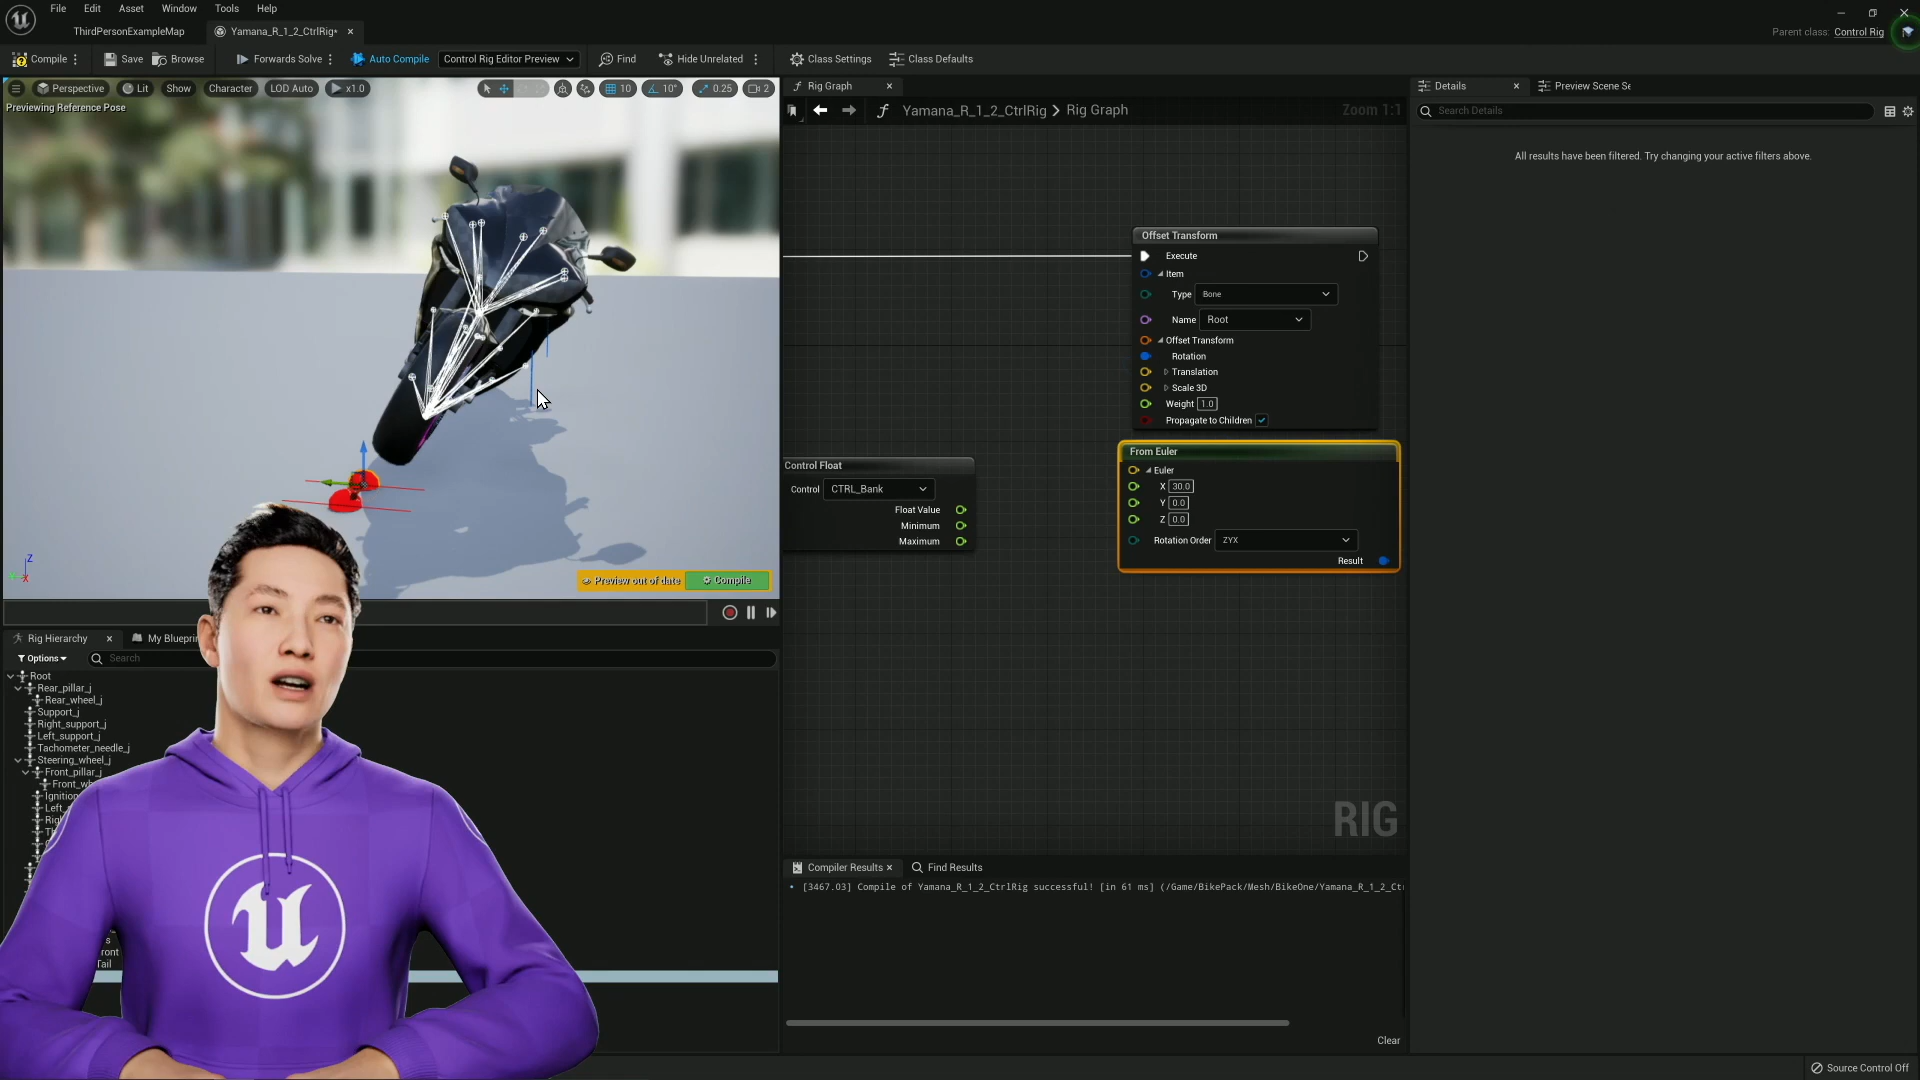 File Edit Asset Window Tools Help
ThirdPersonExampleMap
Yamana_R_1_2_CtrlRig*
Parent class: Control Rig
Compile
Save
Browse
Forwards Solve
Auto Compile
Control Rig Editor Preview
Find
Hide Unrelated
Class Settings
Class Defaults
Perspective
Lit
Show
Character
LOD Auto
x1.0
10
10°
0.25
2
Previewing Reference Pose
Z
X
Preview out of date
Compile
Rig Graph
Yamana_R_1_2_CtrlRig > Rig Graph
Zoom 1:1
Offset Transform
Execute
Item
Type Bone
Name Root
Offset Transform
Rotation
Translation
Scale 3D
Weight 1.0
Propagate to Children
Control Float
Control CTRL_Bank
Float Value
Minimum
Maximum
From Euler
Euler
X 30.0
Y 0.0
Z 0.0
Rotation Order ZYX
Result
RIG
Details
Preview Scene Se
Search Details
All results have been filtered. Try changing your active filters above.
Rig Hierarchy
My Blueprin
Options
Search
Root
Rear_pillar_j
Rear_wheel_j
Support_j
Right_support_j
Left_support_j
Tachometer_needle_j
Steering_wheel_j
Front_pillar_j
Front_wh
Ignition
Left_
Rig
Th
s
ront
Tail
Compiler Results
Find Results
[3467.03] Compile of Yamana_R_1_2_CtrlRig successful! [in 61 ms] (/Game/BikePack/Mesh/BikeOne/Yamana_R_1_2_Ct
Clear
Source Control Off